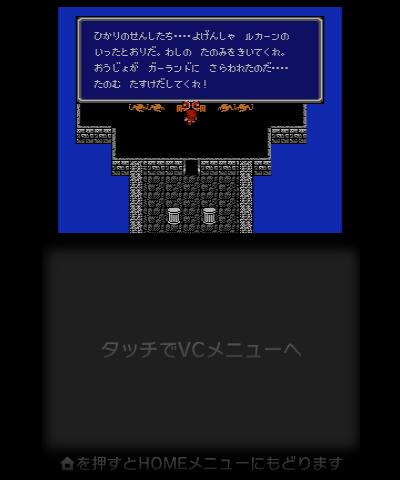 ひかりのせんしたち････よげんしゃ　ルカーンの
いったとおりだ。わしの　たのみをきいてくれ。
おうじょが　ガーランドに　さらわれたのだ････
たのむ　たすけだしてくれ！
タッチでVCメニューへ
を押すとHOMEメニューにもどります